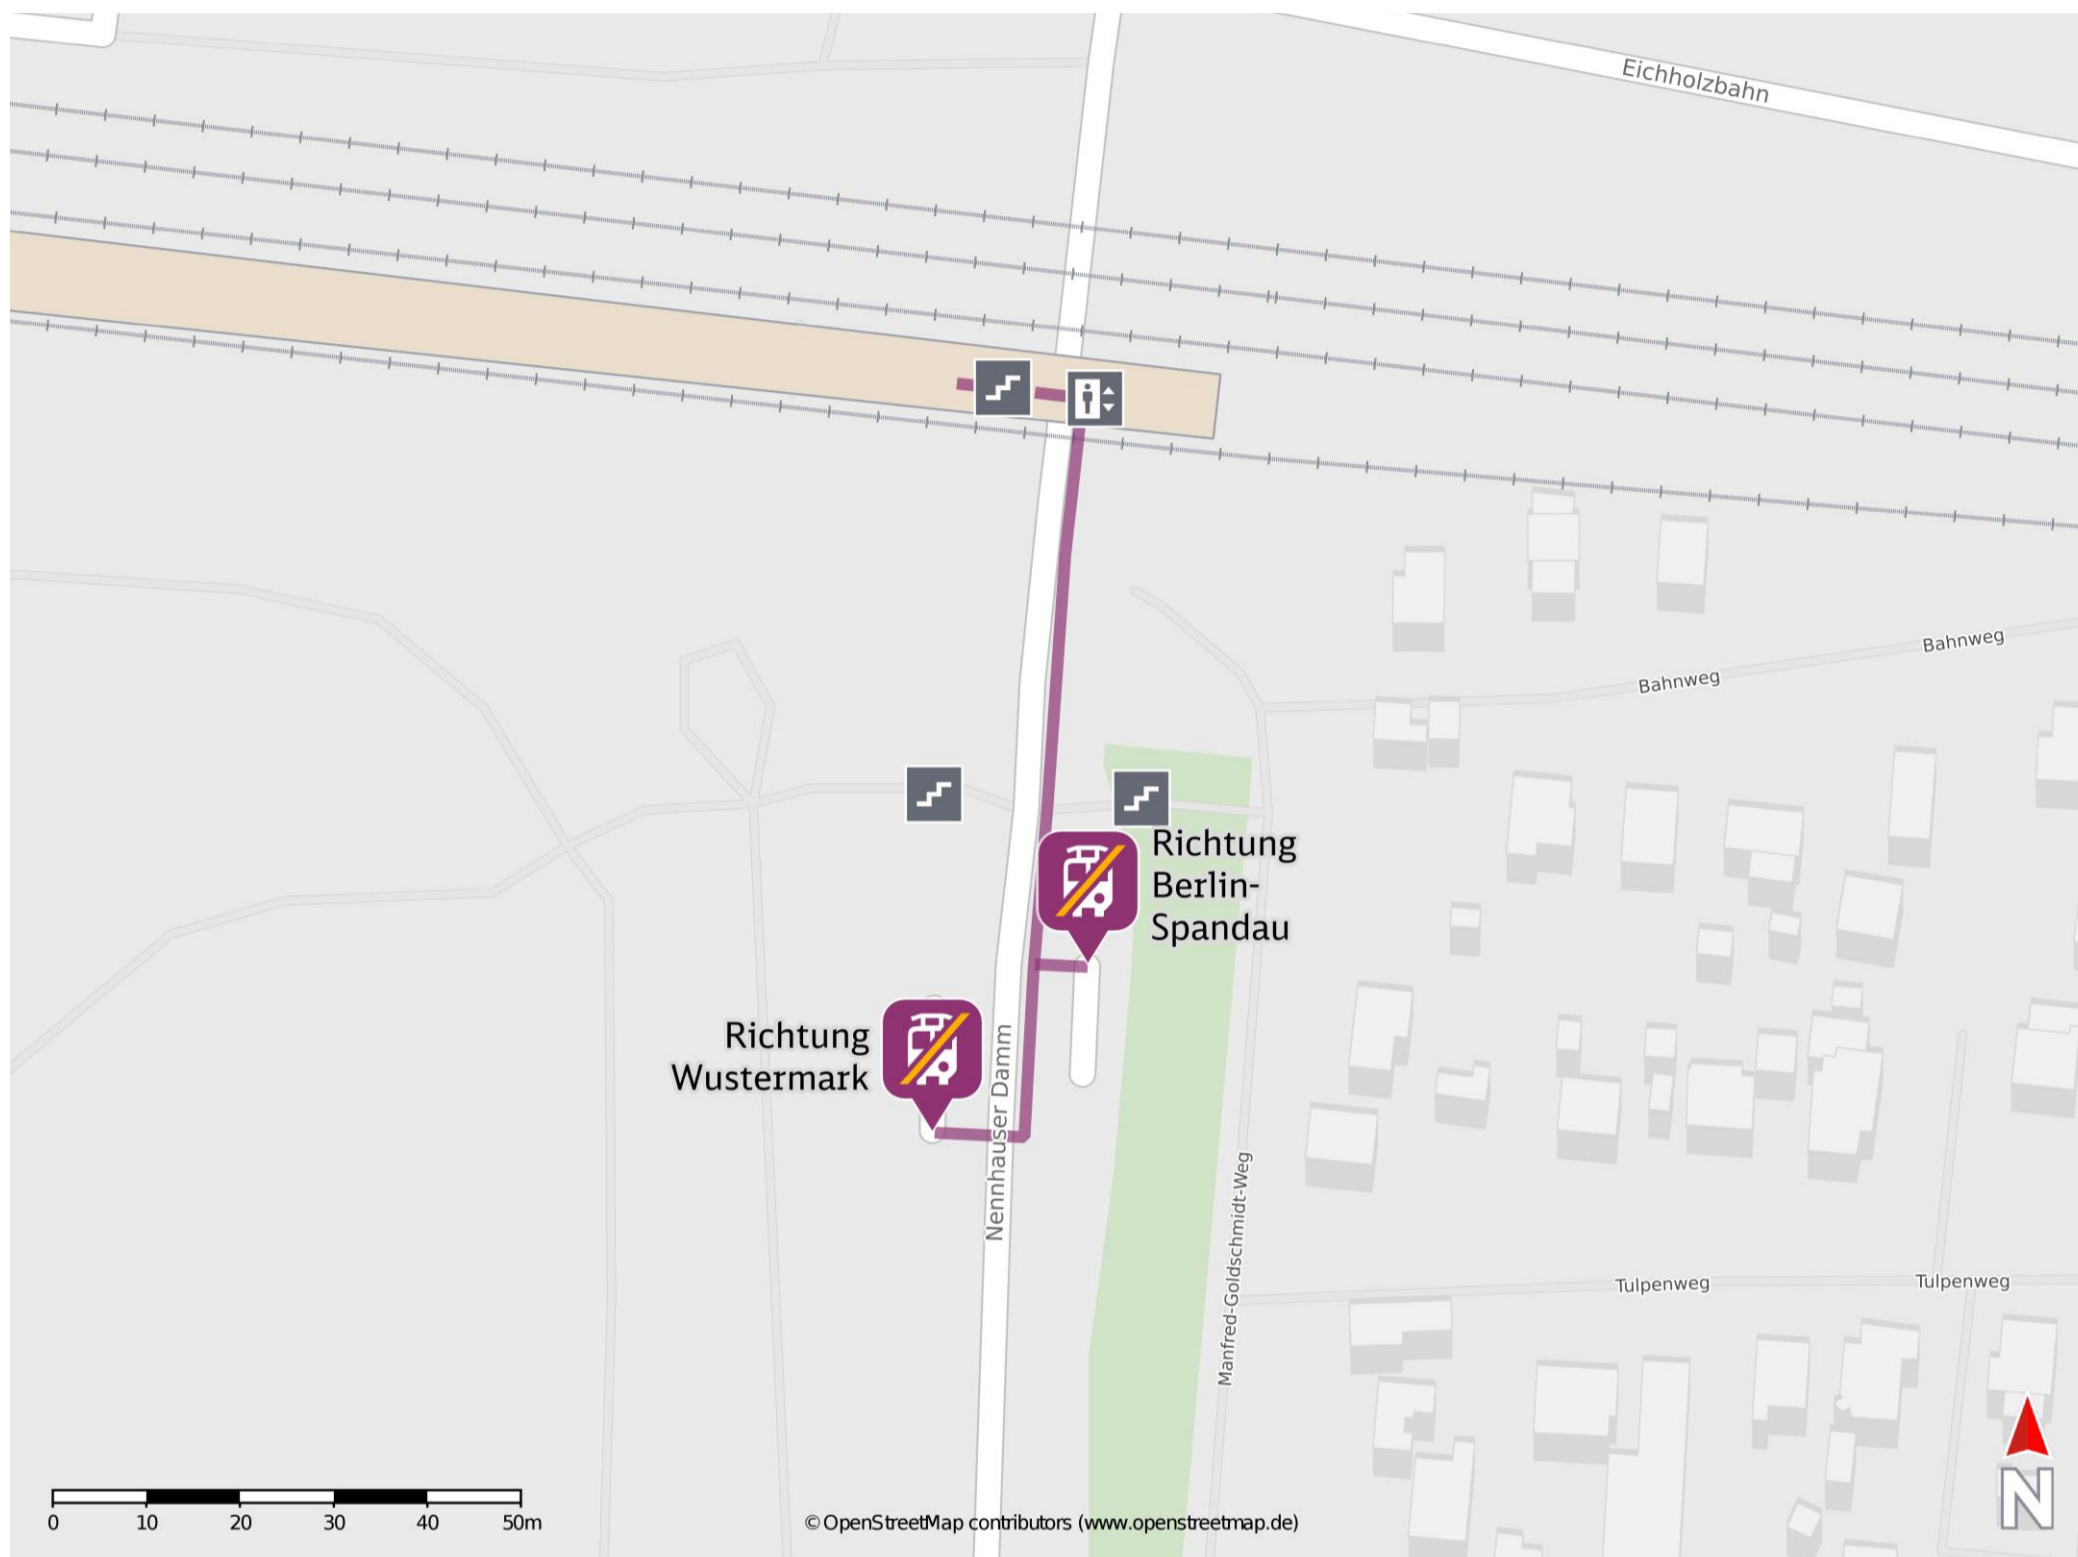 Eichholzbahn
Bahnweg
Bahnweg
Richtung
Berlin-
Spandau
Richtung
Wustermark
Nennhauser Damm
Manfred-Goldschmidt-Weg
Tulpenweg
Tulpenweg
0 10 20 30 40 50m
© OpenStreetMap contributors (www.openstreetmap.de)
N